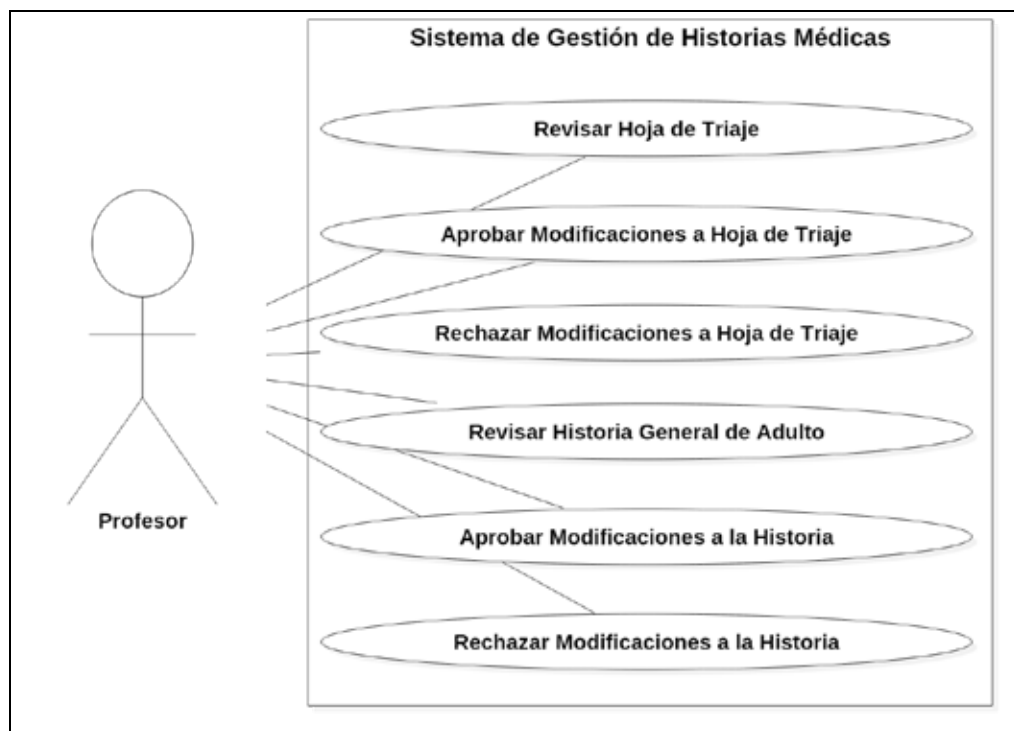 Sistema de Gestión de Historias Médicas
Revisar Hoja de Triaje
Aprobar Modificaciones a Hoja de Triaje
Rechazar Modificaciones a Hoja de Triaje
Revisar Historia General de Adulto
Profesor
Aprobar Modificaciones a la Historia
Rechazar Modificaciones a la Historia